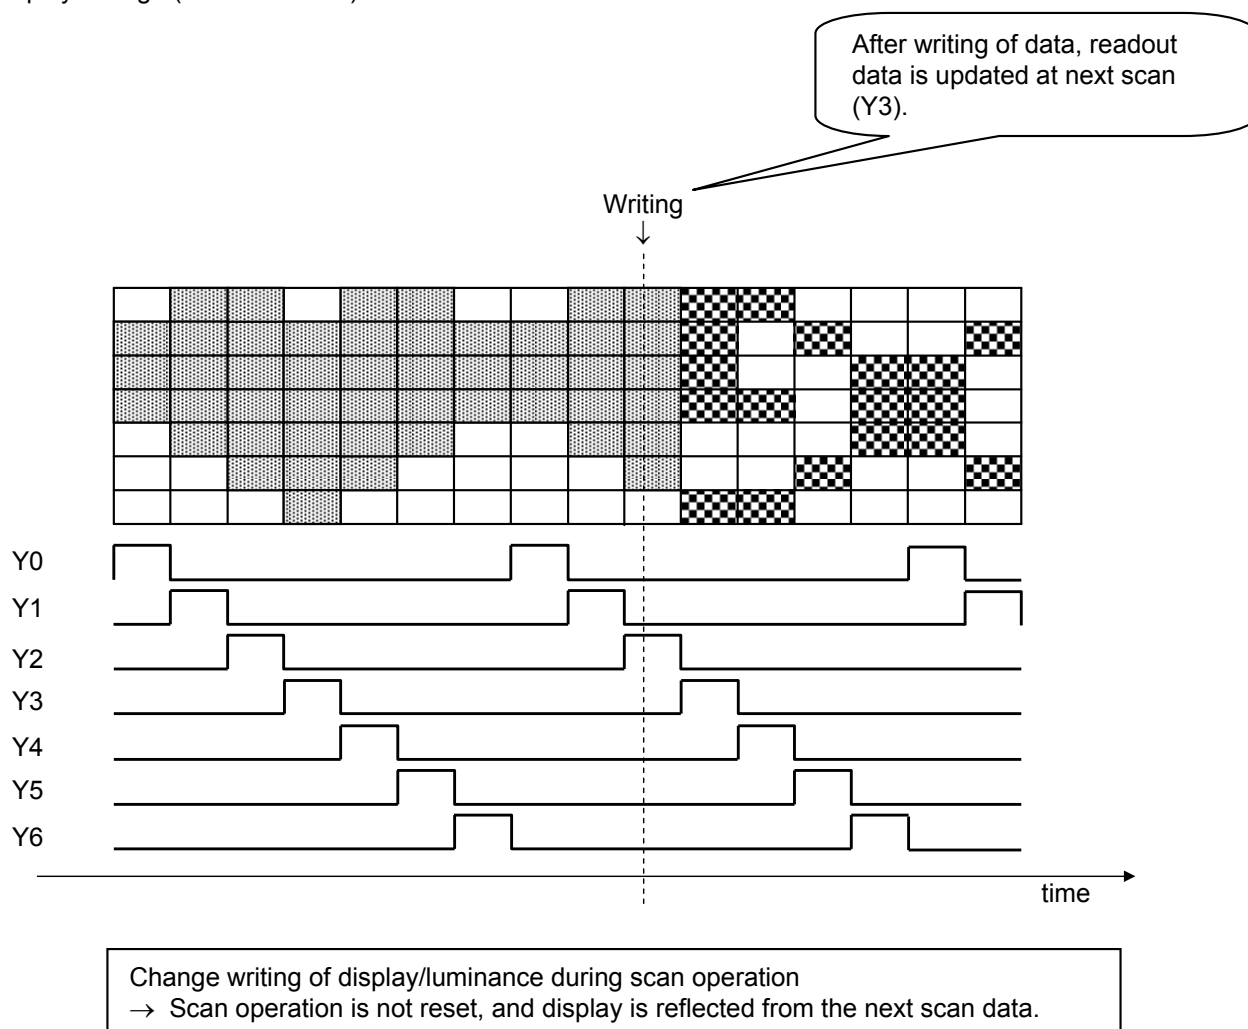 After writing of data, readout
data is updated at next scan
(Y3).
Writing
↓
Y0
Y1
Y2
Y3
Y4
Y5
Y6
time
Change writing of display/luminance during scan operation
→ Scan operation is not reset, and display is reflected from the next scan data.